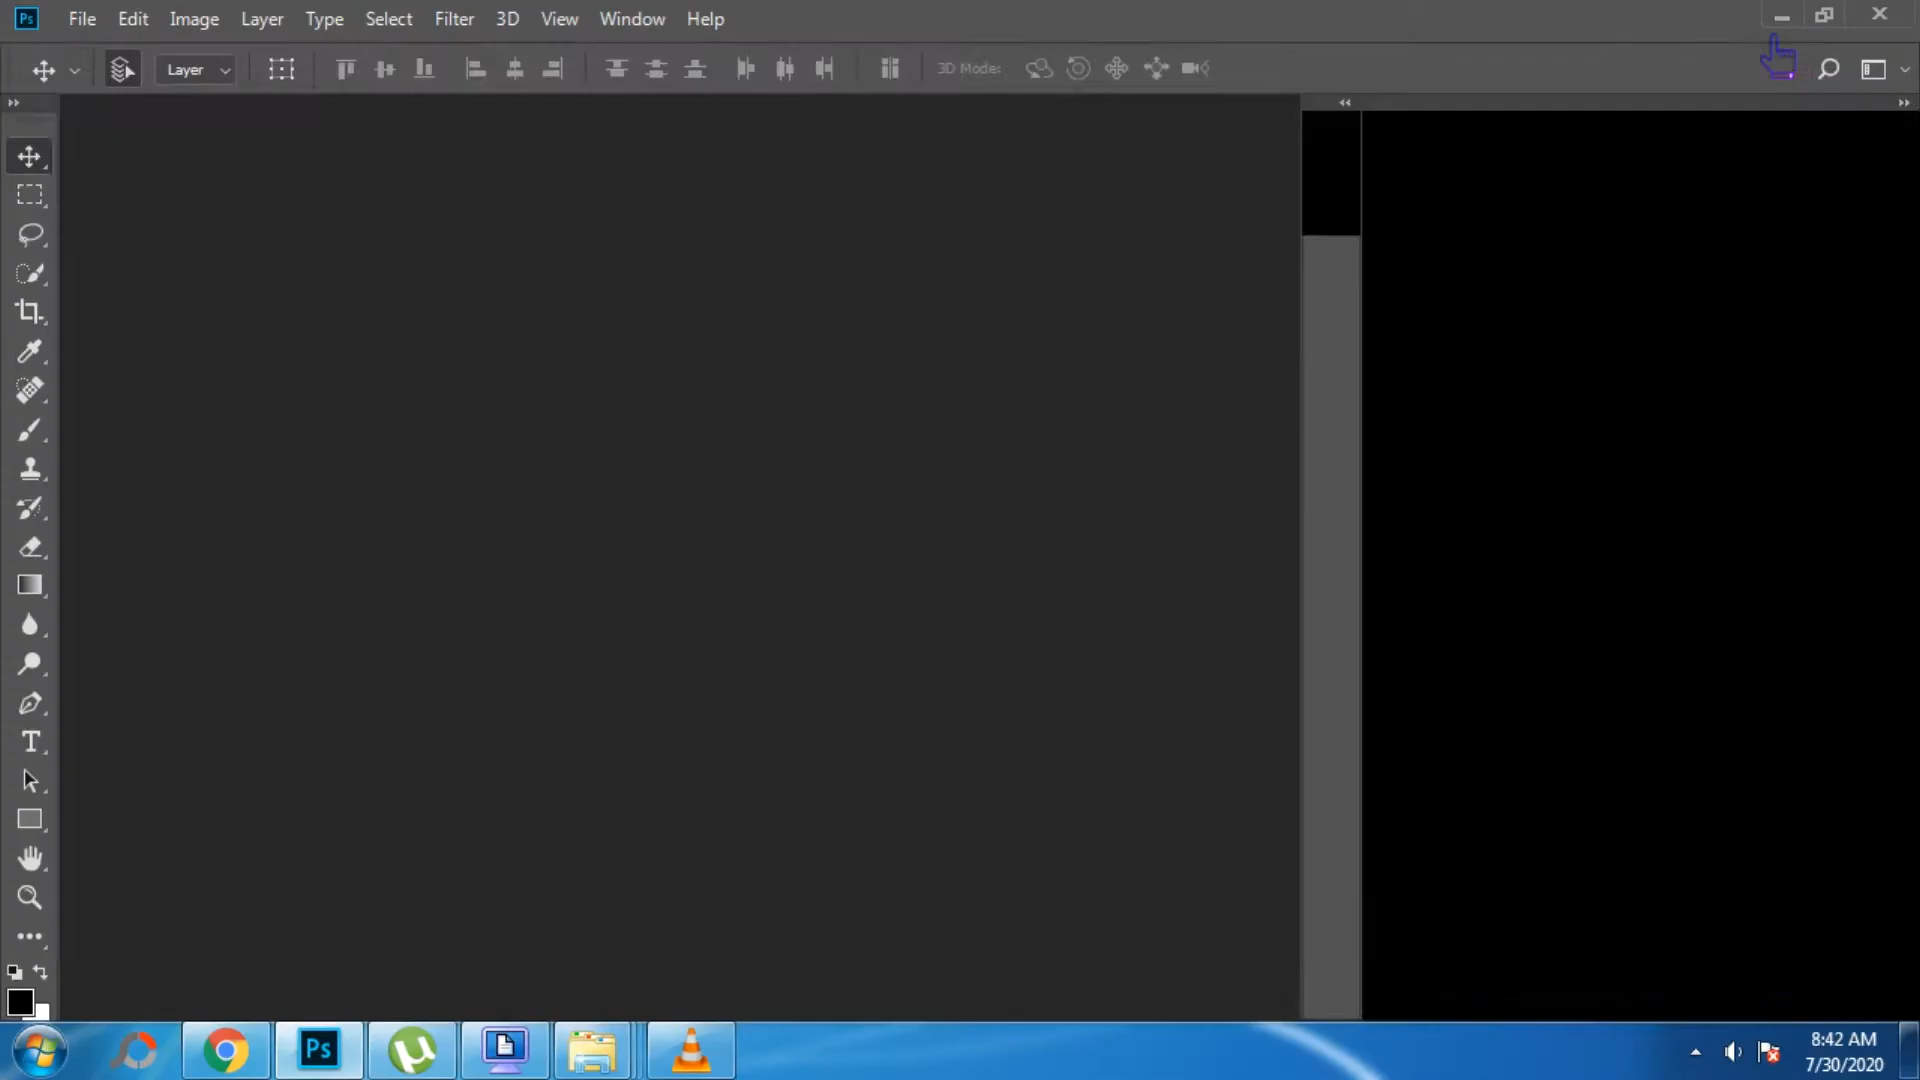 Ps File Edit Image Layer Type Select Filter 3D View Window Help
Layer 3D Mode:
T
Ps
8:42 AM
7/30/2020